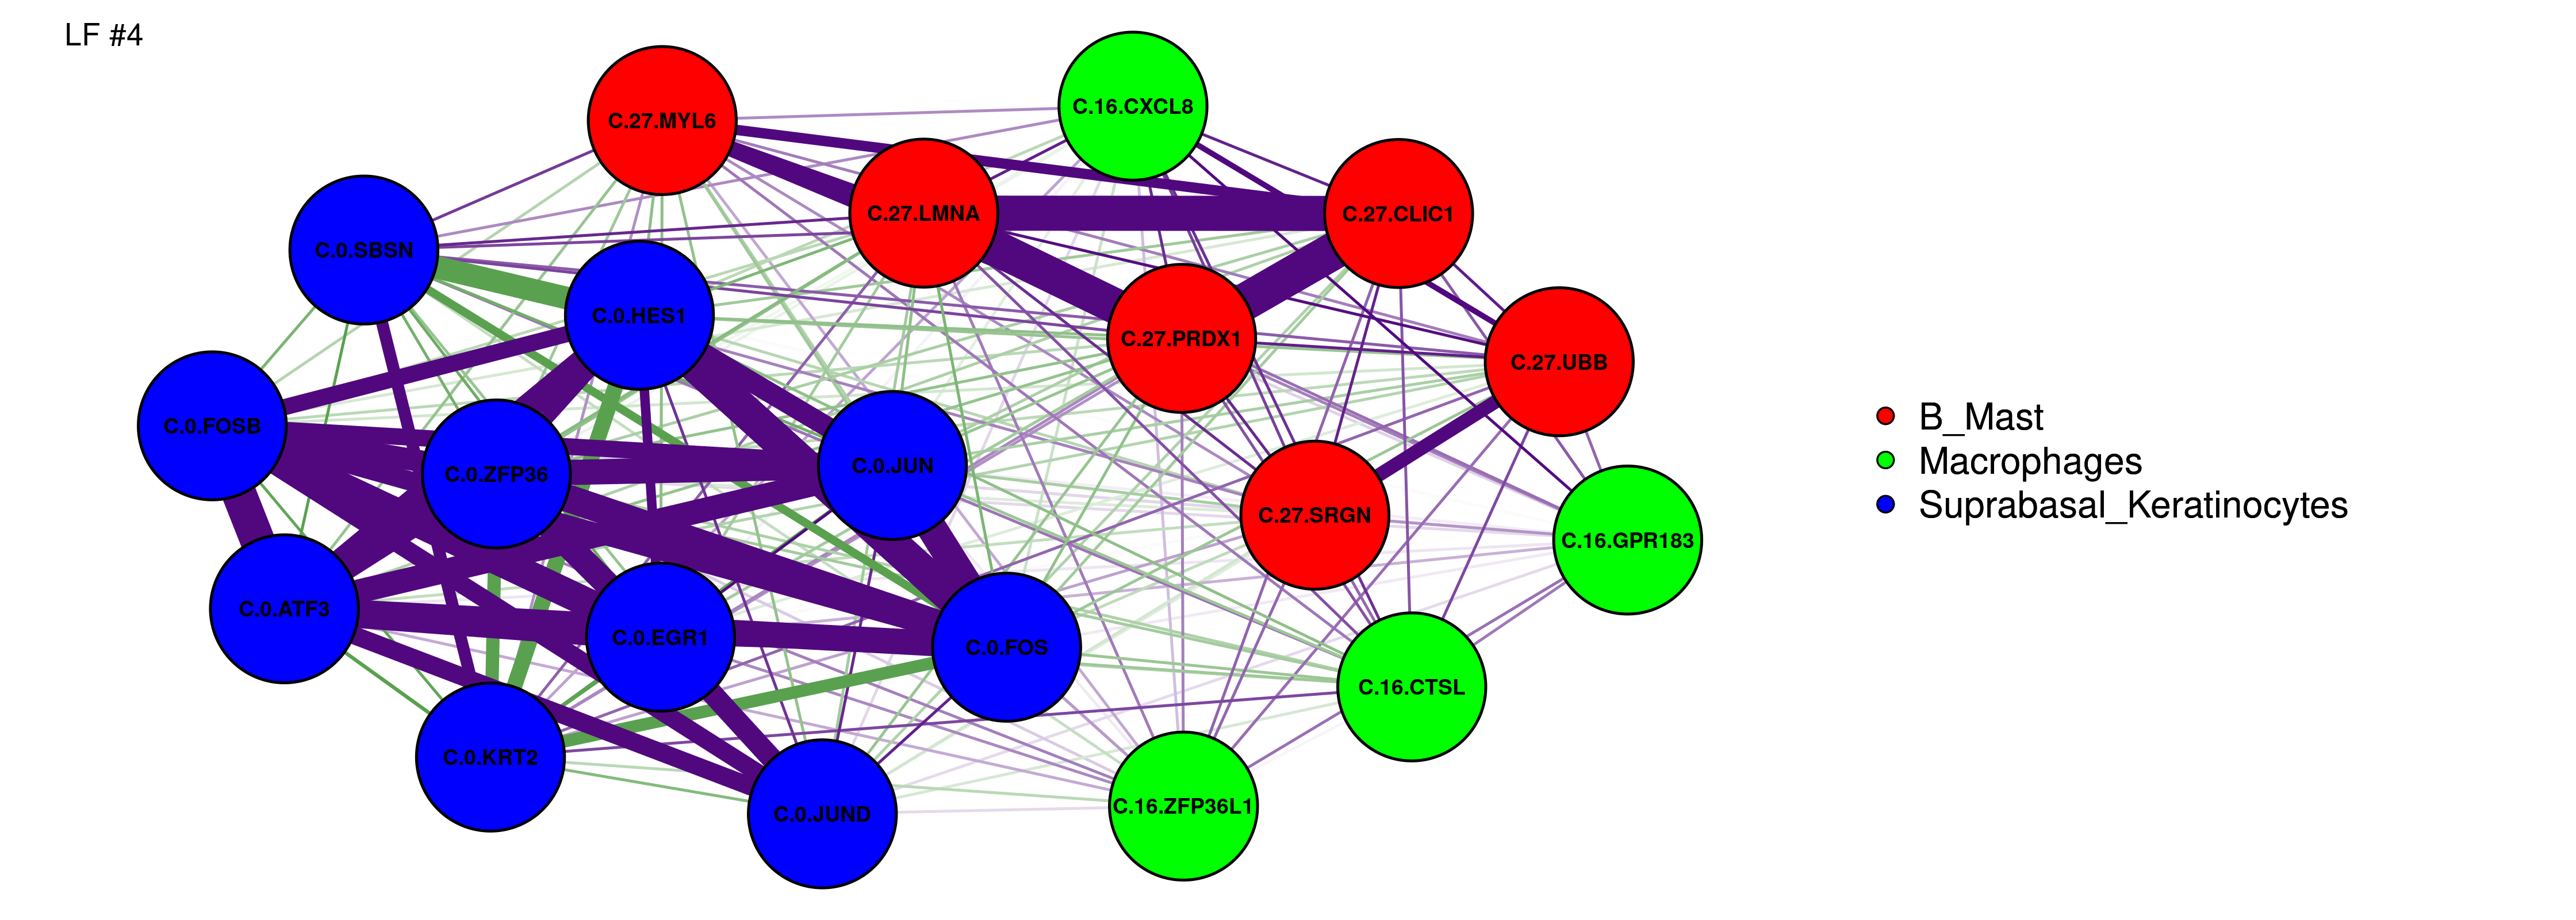 LF #4
C.16.CXCL8
C.27.MYL6
C.27.LMNA
C.27.CLIC1
C.0.SBSN
C.0.HES1
C.27.PRDX1
C.27.UBB
C.0.FOSB
C.0.ZFP36
C.0.JUN
C.27.SRGN
C.16.GPR183
C.0.ATF3
C.0.EGR1
C.0.FOS
C.16.CTSL
C.0.KRT2
C.0.JUND
C.16.ZFP36L1
B_Mast
Macrophages
Suprabasal_Keratinocytes